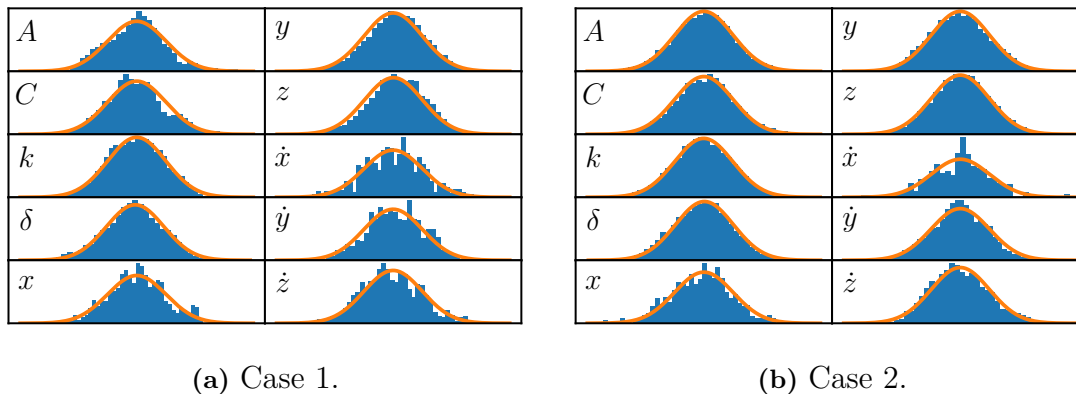 A y A y
C z C z
k ẋ k ẋ
δ ẏ δ ẏ
x ż x ż
(a) Case 1. (b) Case 2.